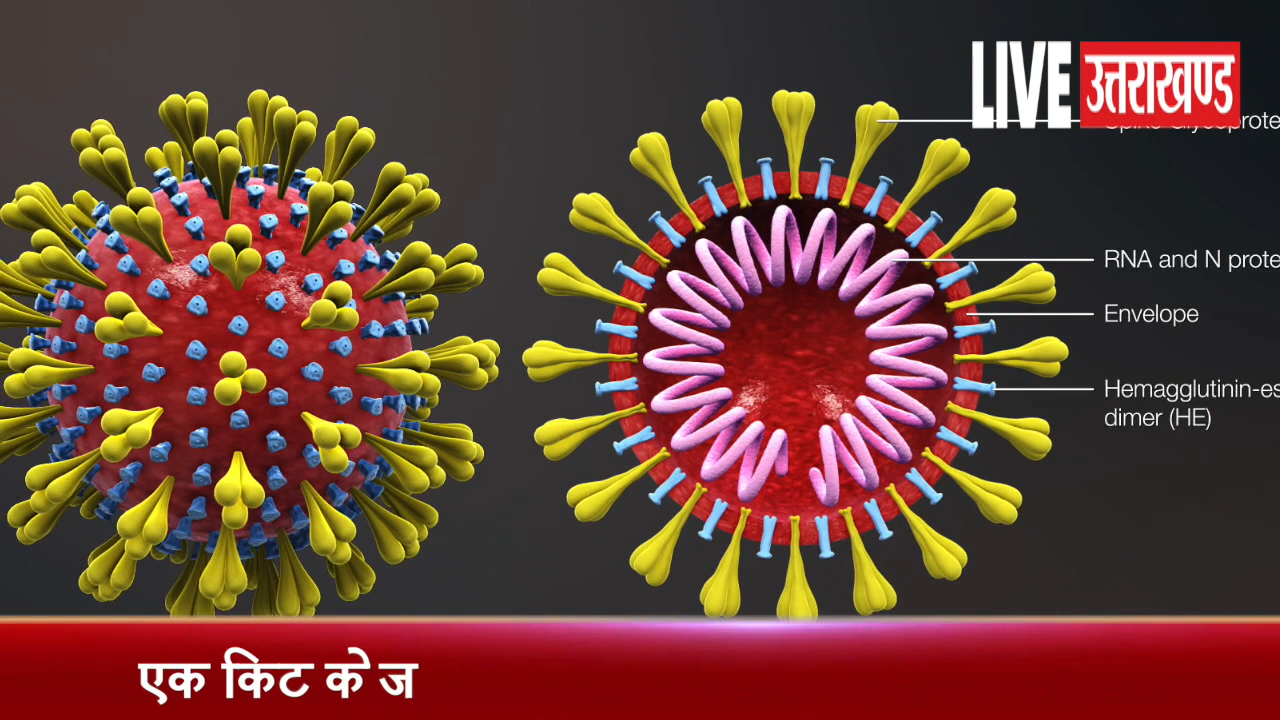 LIVE उत्तराखण्ड
RNA and N prote
Envelope
Hemagglutinin-es
dimer (HE)
एक किट के ज